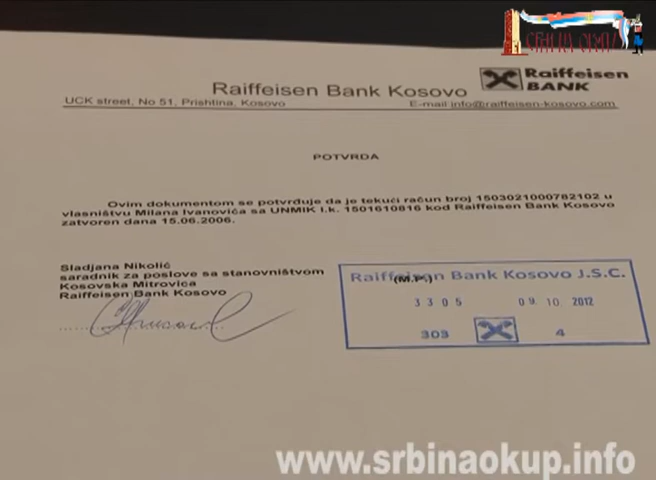 Raiffeisen
BANK
Raiffeisen Bank Kosovo
UCK street, No 51, Prishtina, Kosovo
E-mail info@raiffeisen-kosovo.com
POTVRDA
Ovim dokumentom se potvrđuje da je tekući račun broj 1503021000782102 u
vlasništvu Milana Ivanovića sa UNMIK l.k. 1501610816 kod Raiffeisen Bank Kosovo
zatvoren dana 15.06.2006.
Sladjana Nikolić
saradnik za poslove sa stanovništvom
Kosovska Mitrovica
Raiffeisen Bank Kosovo
(M.P.)
Raiffeisen Bank Kosovo J.S.C.
3305 09. 10. 2012
303 4
www.srbinaokup.info